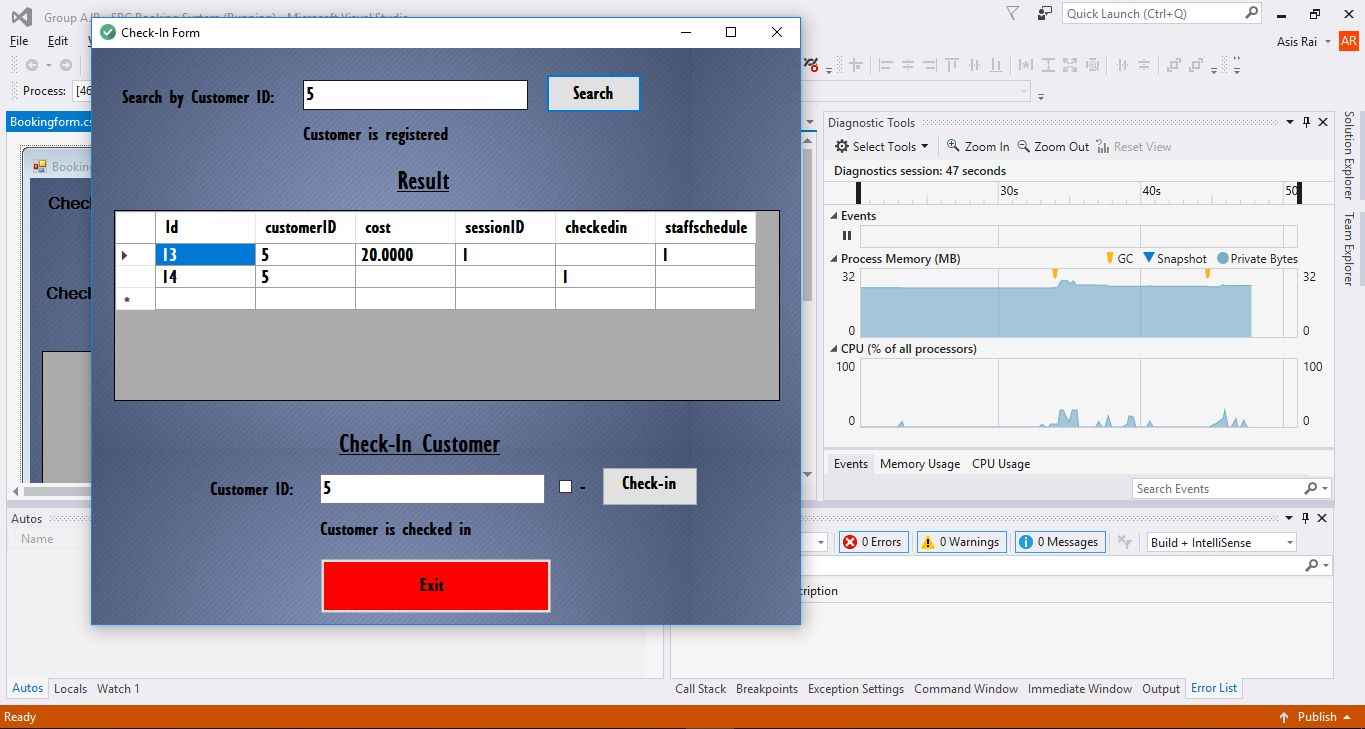 Group AJR - SBC Booking System (Running) - Microsoft Visual Studio
Quick Launch (Ctrl+Q)
File Edit
Asis Rai AR
Process: [46
Check-In Form
Search by Customer ID: 5 Search
Customer is registered
Result
Id customerID cost sessionID checkedin staffschedule
13 5 20.0000 1 1
14 5 1
*
Check-In Customer
Customer ID: 5 - Check-in
Customer is checked in
Exit
Bookingform.cs
Booking
Check
Check
Diagnostic Tools
Select Tools Zoom In Zoom Out Reset View
Diagnostics session: 47 seconds
30s 40s 50
Events
Process Memory (MB) GC Snapshot Private Bytes
32 32
0 0
CPU (% of all processors)
100 100
0 0
Events Memory Usage CPU Usage
Search Events
Solution Explorer
Team Explorer
Autos
Name
0 Errors 0 Warnings 0 Messages Build + IntelliSense
cription
Autos Locals Watch 1
Call Stack Breakpoints Exception Settings Command Window Immediate Window Output Error List
Ready
Publish